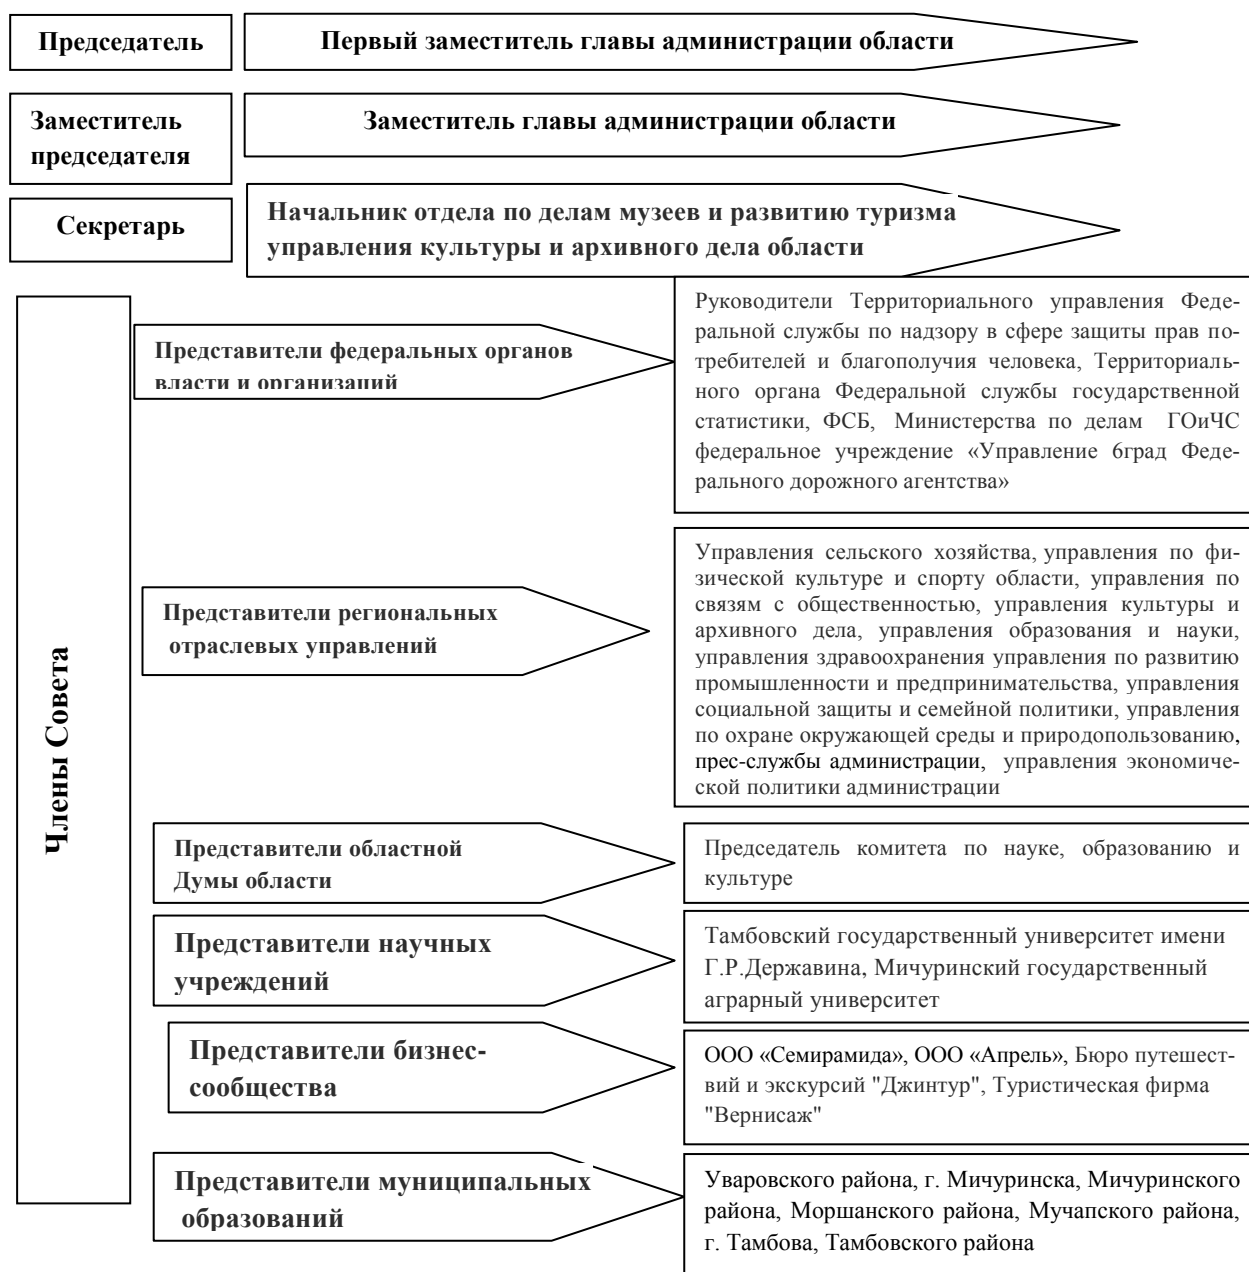 Председатель
Первый заместитель главы администрации области
Заместитель
председателя
Заместитель главы администрации области
Секретарь
Начальник отдела по делам музеев и развитию туризма
управления культуры и архивного дела области
Члены Совета
Представители федеральных органов
власти и организаций
Руководители Территориального управления Феде-
ральной службы по надзору в сфере защиты прав по-
требителей и благополучия человека, Территориаль-
ного органа Федеральной службы государственной
статистики, ФСБ, Министерства по делам ГОиЧС
федеральное учреждение «Управление 6град Феде-
рального дорожного агентства»
Представители региональных
отраслевых управлений
Управления сельского хозяйства, управления по фи-
зической культуре и спорту области, управления по
связям с общественностью, управления культуры и
архивного дела, управления образования и науки,
управления здравоохранения управления по развитию
промышленности и предпринимательства, управления
социальной защиты и семейной политики, управления
по охране окружающей среды и природопользованию,
прес-службы администрации, управления экономиче-
ской политики администрации
Представители областной
Думы области
Председатель комитета по науке, образованию и
культуре
Представители научных
учреждений
Тамбовский государственный университет имени
Г.Р.Державина, Мичуринский государственный
аграрный университет
Представители бизнес-
сообщества
ООО «Семирамида», ООО «Апрель», Бюро путешест-
вий и экскурсий "Джинтур", Туристическая фирма
"Вернисаж"
Представители муниципальных
образований
Уваровского района, г. Мичуринска, Мичуринского
района, Моршанского района, Мучапского района,
г. Тамбова, Тамбовского района